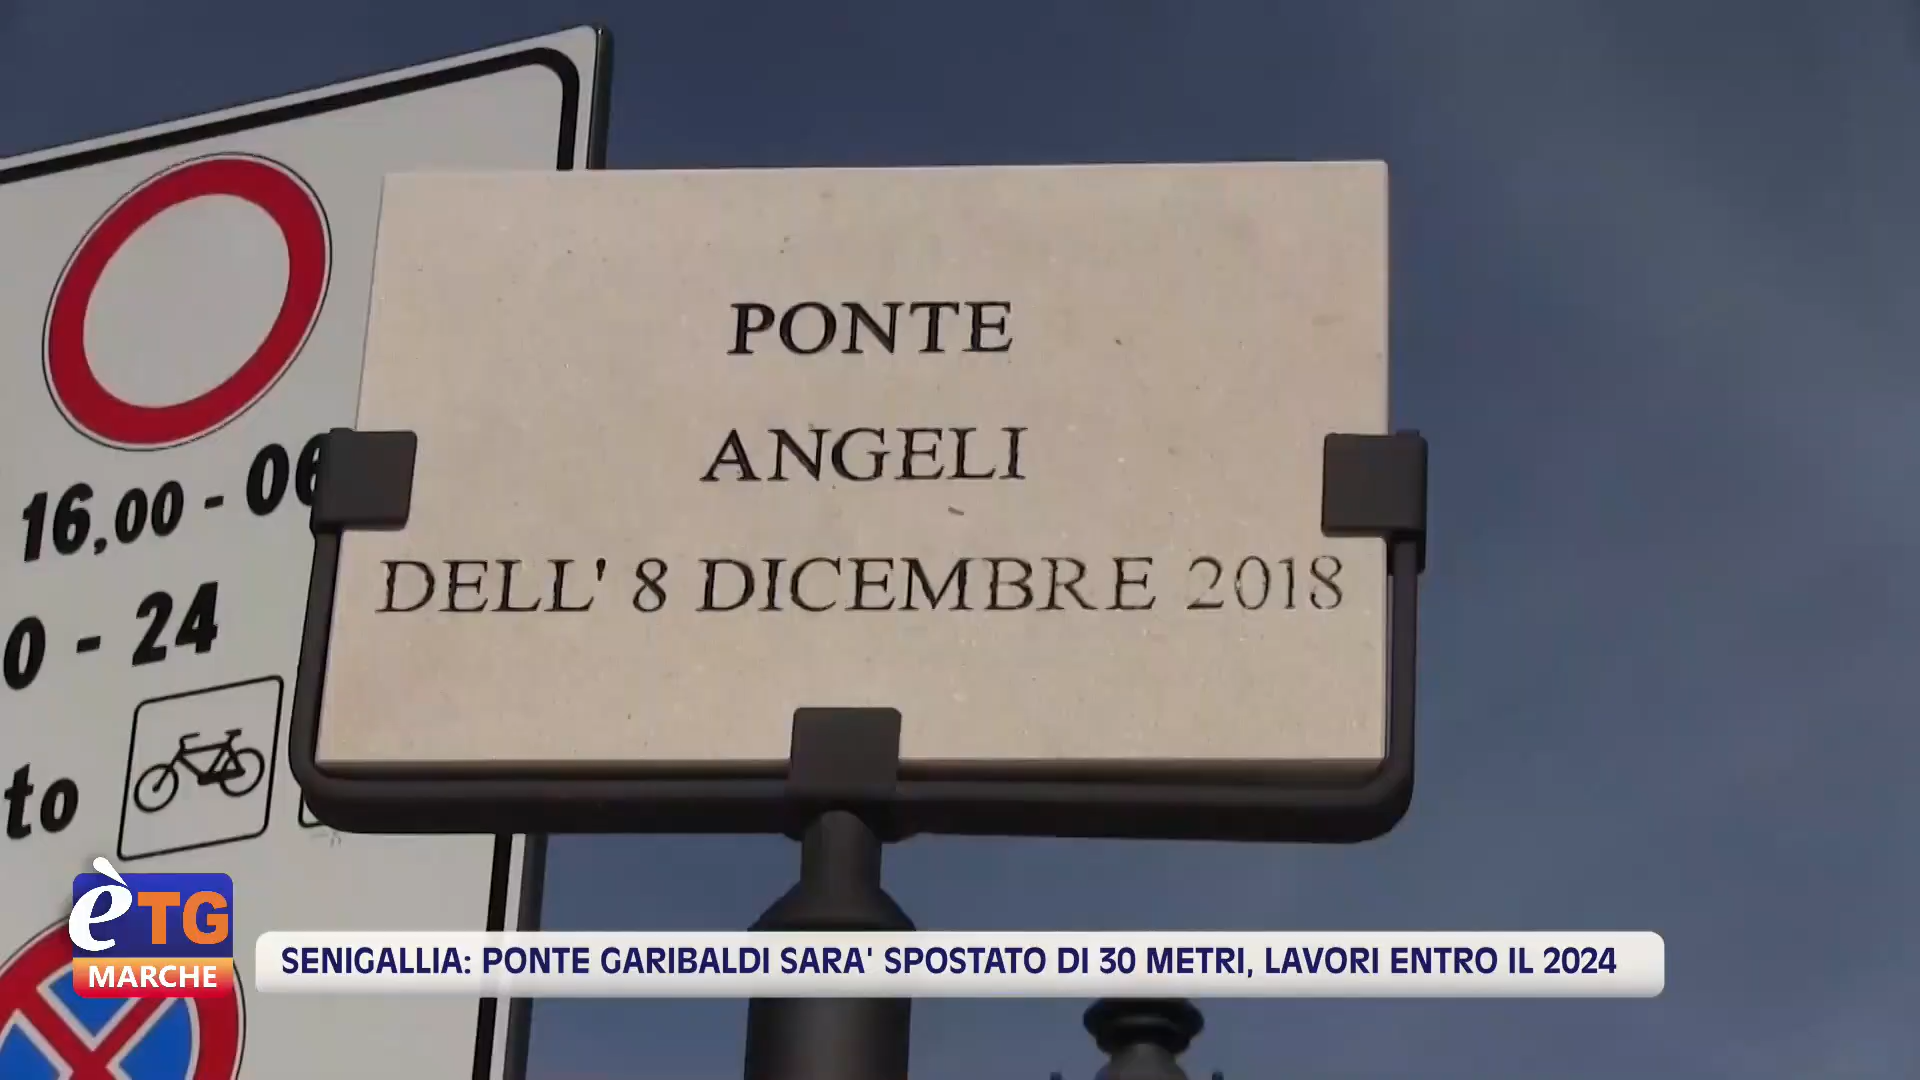 PONTE
ANGELI
DELL' 8 DICEMBRE 2018
16,00 - 06
0 - 24
to
èTG
MARCHE
SENIGALLIA: PONTE GARIBALDI SARA' SPOSTATO DI 30 METRI, LAVORI ENTRO IL 2024